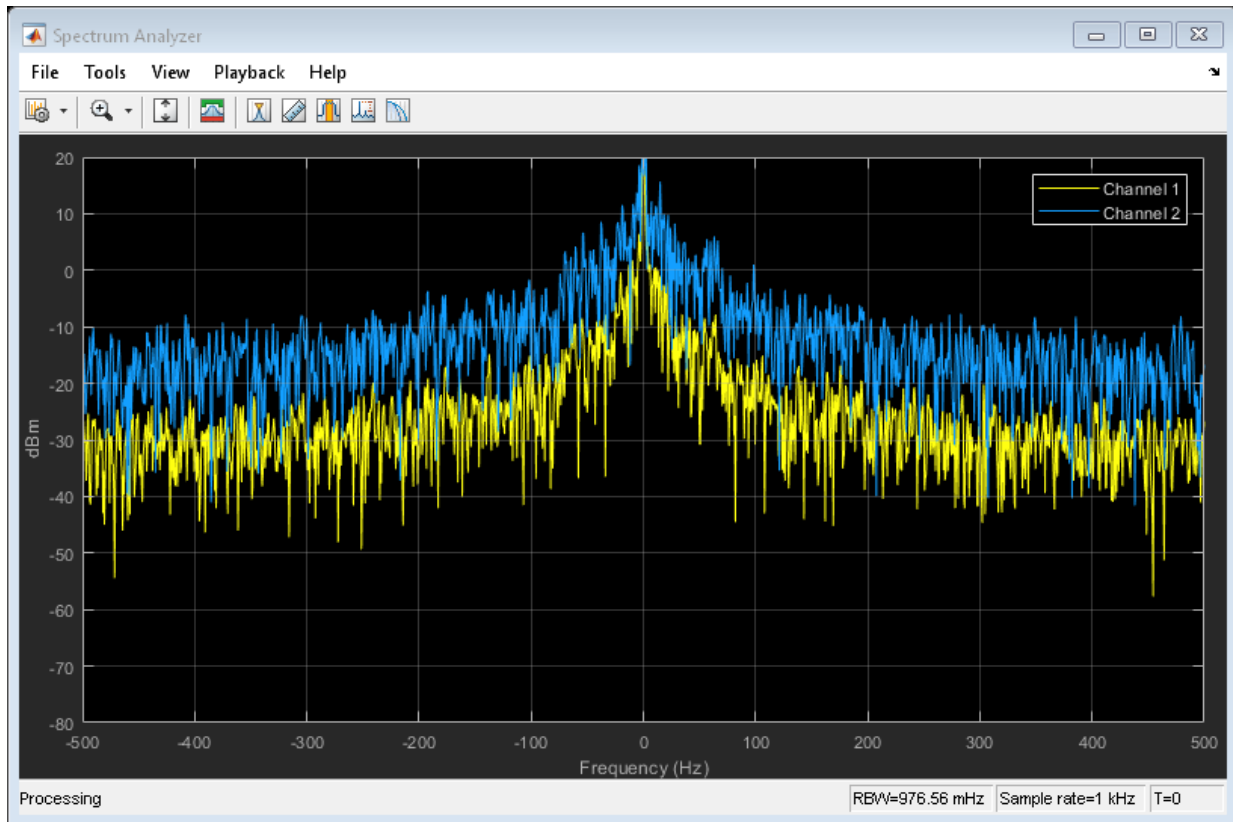 Spectrum Analyzer
File Tools View Playback Help
Channel 1
Channel 2
20
10
0
-10
-20
-30
-40
-50
-60
-70
-80
dBm
-500 -400 -300 -200 -100 0 100 200 300 400 500
Frequency (Hz)
Processing RBW=976.56 mHz Sample rate=1 kHz T=0